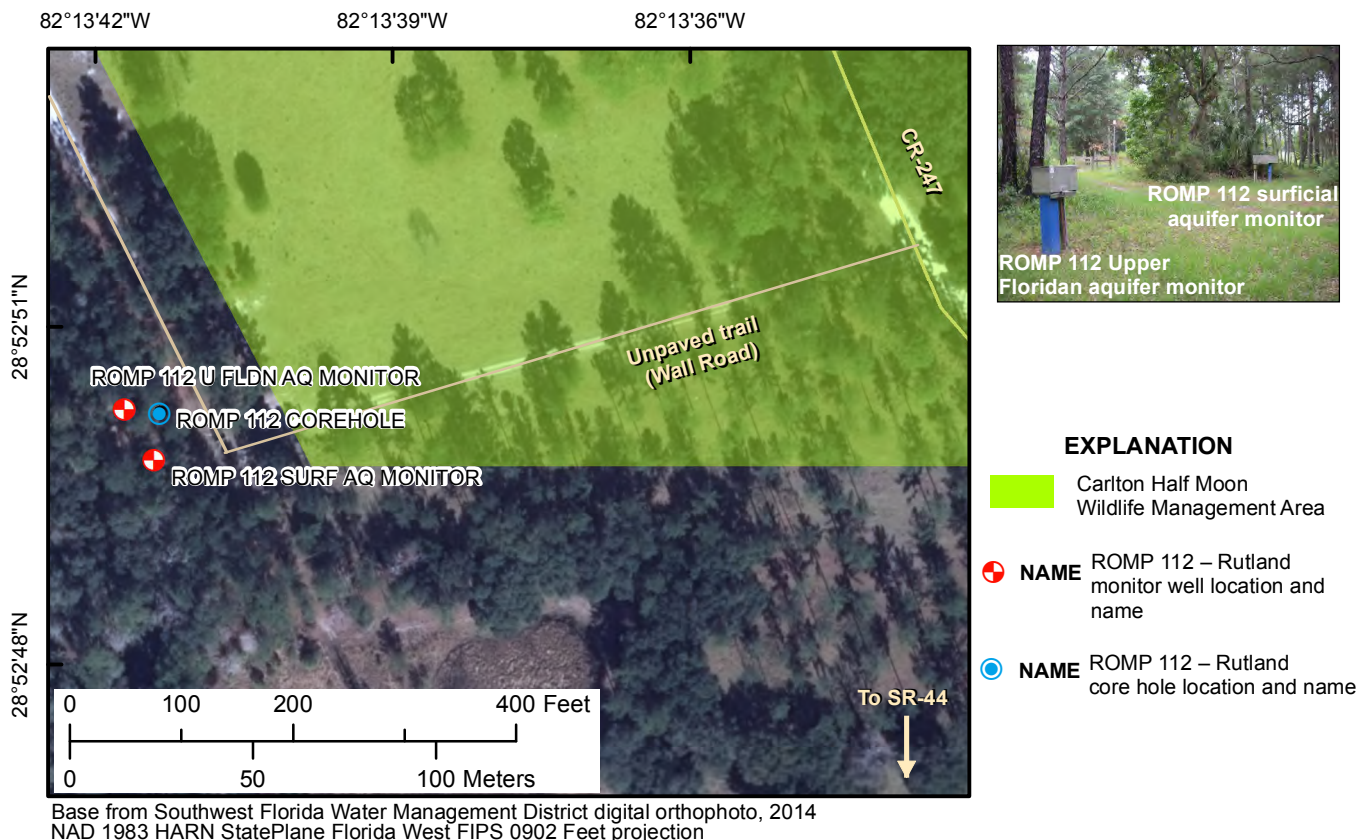 82°13'42"W
82°13'39"W
82°13'36"W
28°52'51"N
28°52'48"N
CR-247
Unpaved trail
(Wall Road)
ROMP 112 U FLDN AQ MONITOR
ROMP 112 COREHOLE
ROMP 112 SURF AQ MONITOR
To SR-44
0 100 200 400 Feet
0 50 100 Meters
Base from Southwest Florida Water Management District digital orthophoto, 2014
NAD 1983 HARN StatePlane Florida West FIPS 0902 Feet projection
ROMP 112 surficial
aquifer monitor
ROMP 112 Upper
Floridan aquifer monitor
EXPLANATION
Carlton Half Moon
Wildlife Management Area
NAME ROMP 112 – Rutland
monitor well location and
name
NAME ROMP 112 – Rutland
core hole location and name